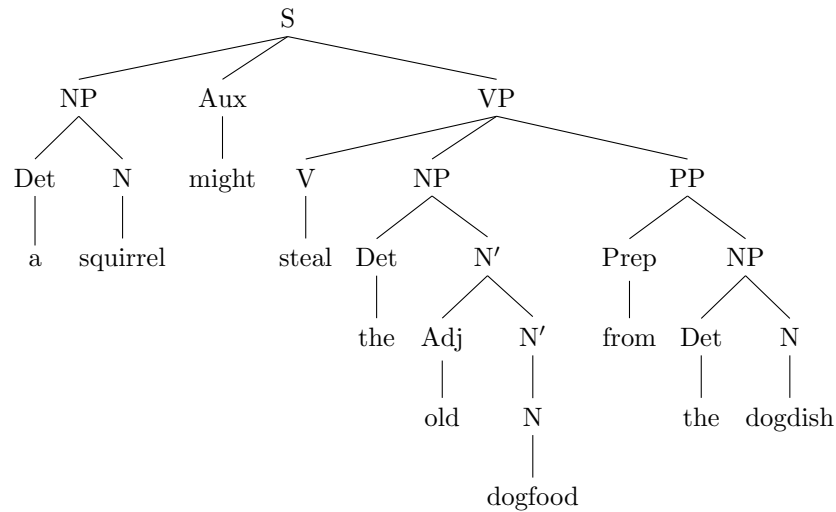 S
NP Aux VP
Det N might V NP PP
a squirrel steal Det N′ Prep NP
the Adj N′ from Det N
old N the dogdish
dogfood